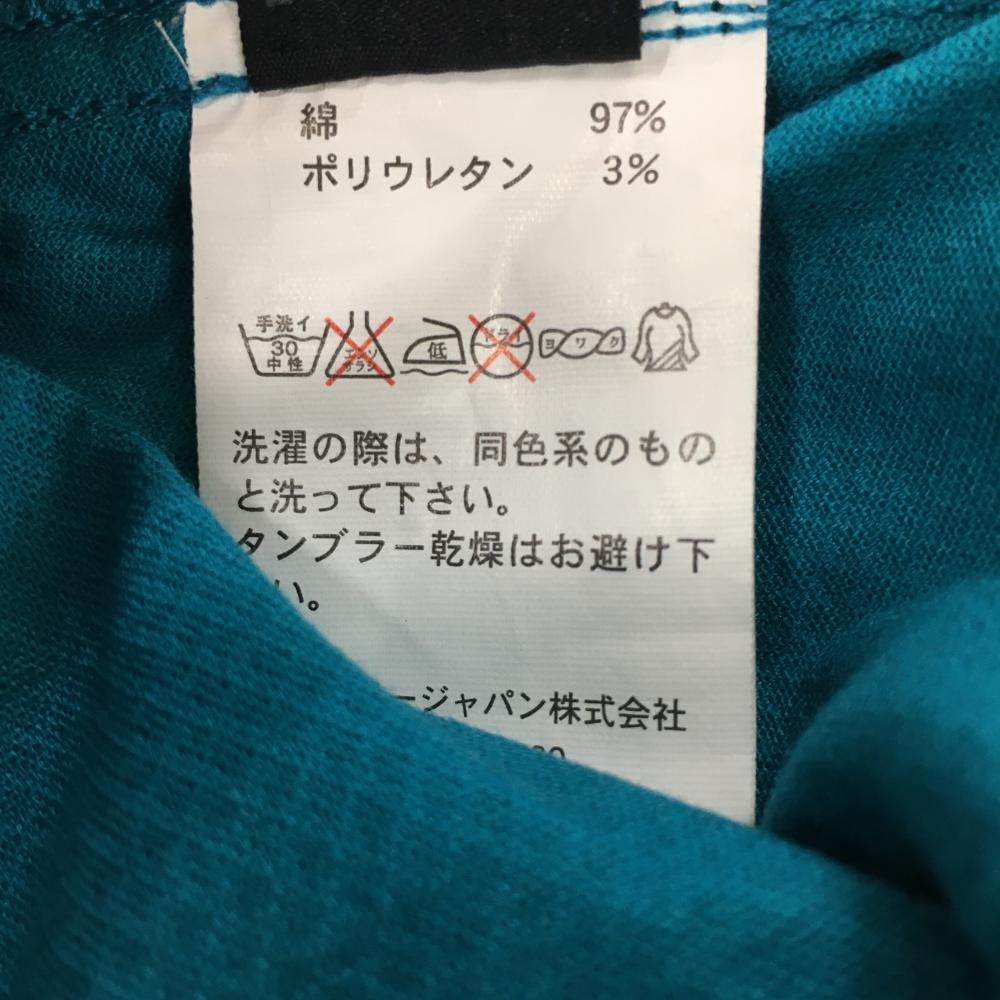 綿 97%
ポリウレタン 3%
手洗イ
30
中性
エンソ
サラシ
低
ドライ
ヨワク
洗濯の際は、同色系のもの
と洗って下さい。
タンブラー乾燥はお避け下
い。
ージャパン株式会社